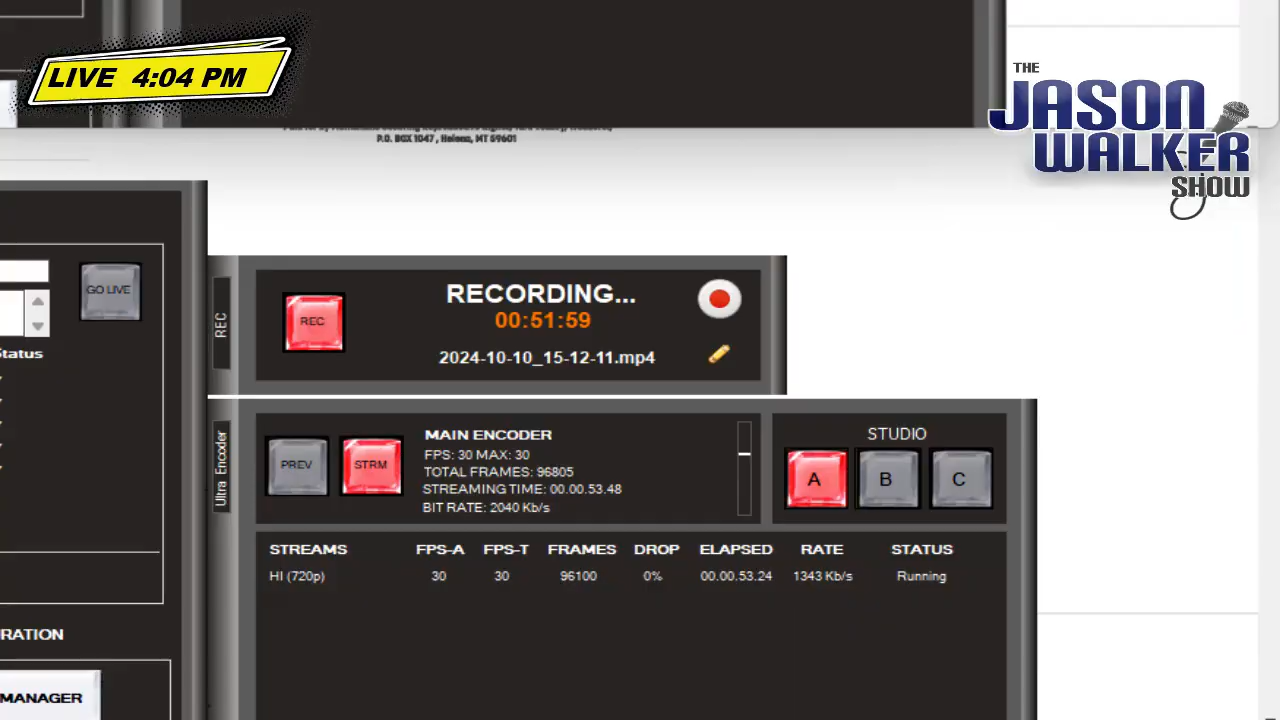 LIVE 4:04 PM
THE
JASON
WALKER
SHOW
P.O. BOX 1047, Helena, MT 59601
GO LIVE
Status
RATION
MANAGER
REC
REC
RECORDING...
00:51:59
2024-10-10_15-12-11.mp4
Ultra Encoder
PREV
STRM
MAIN ENCODER
FPS: 30 MAX: 30
TOTAL FRAMES: 96805
STREAMING TIME: 00.00.53.48
BIT RATE: 2040 Kb/s
STUDIO
A B C
STREAMS FPS-A FPS-T FRAMES DROP ELAPSED RATE STATUS
HI (720p) 30 30 96100 0% 00.00.53.24 1343 Kb/s Running